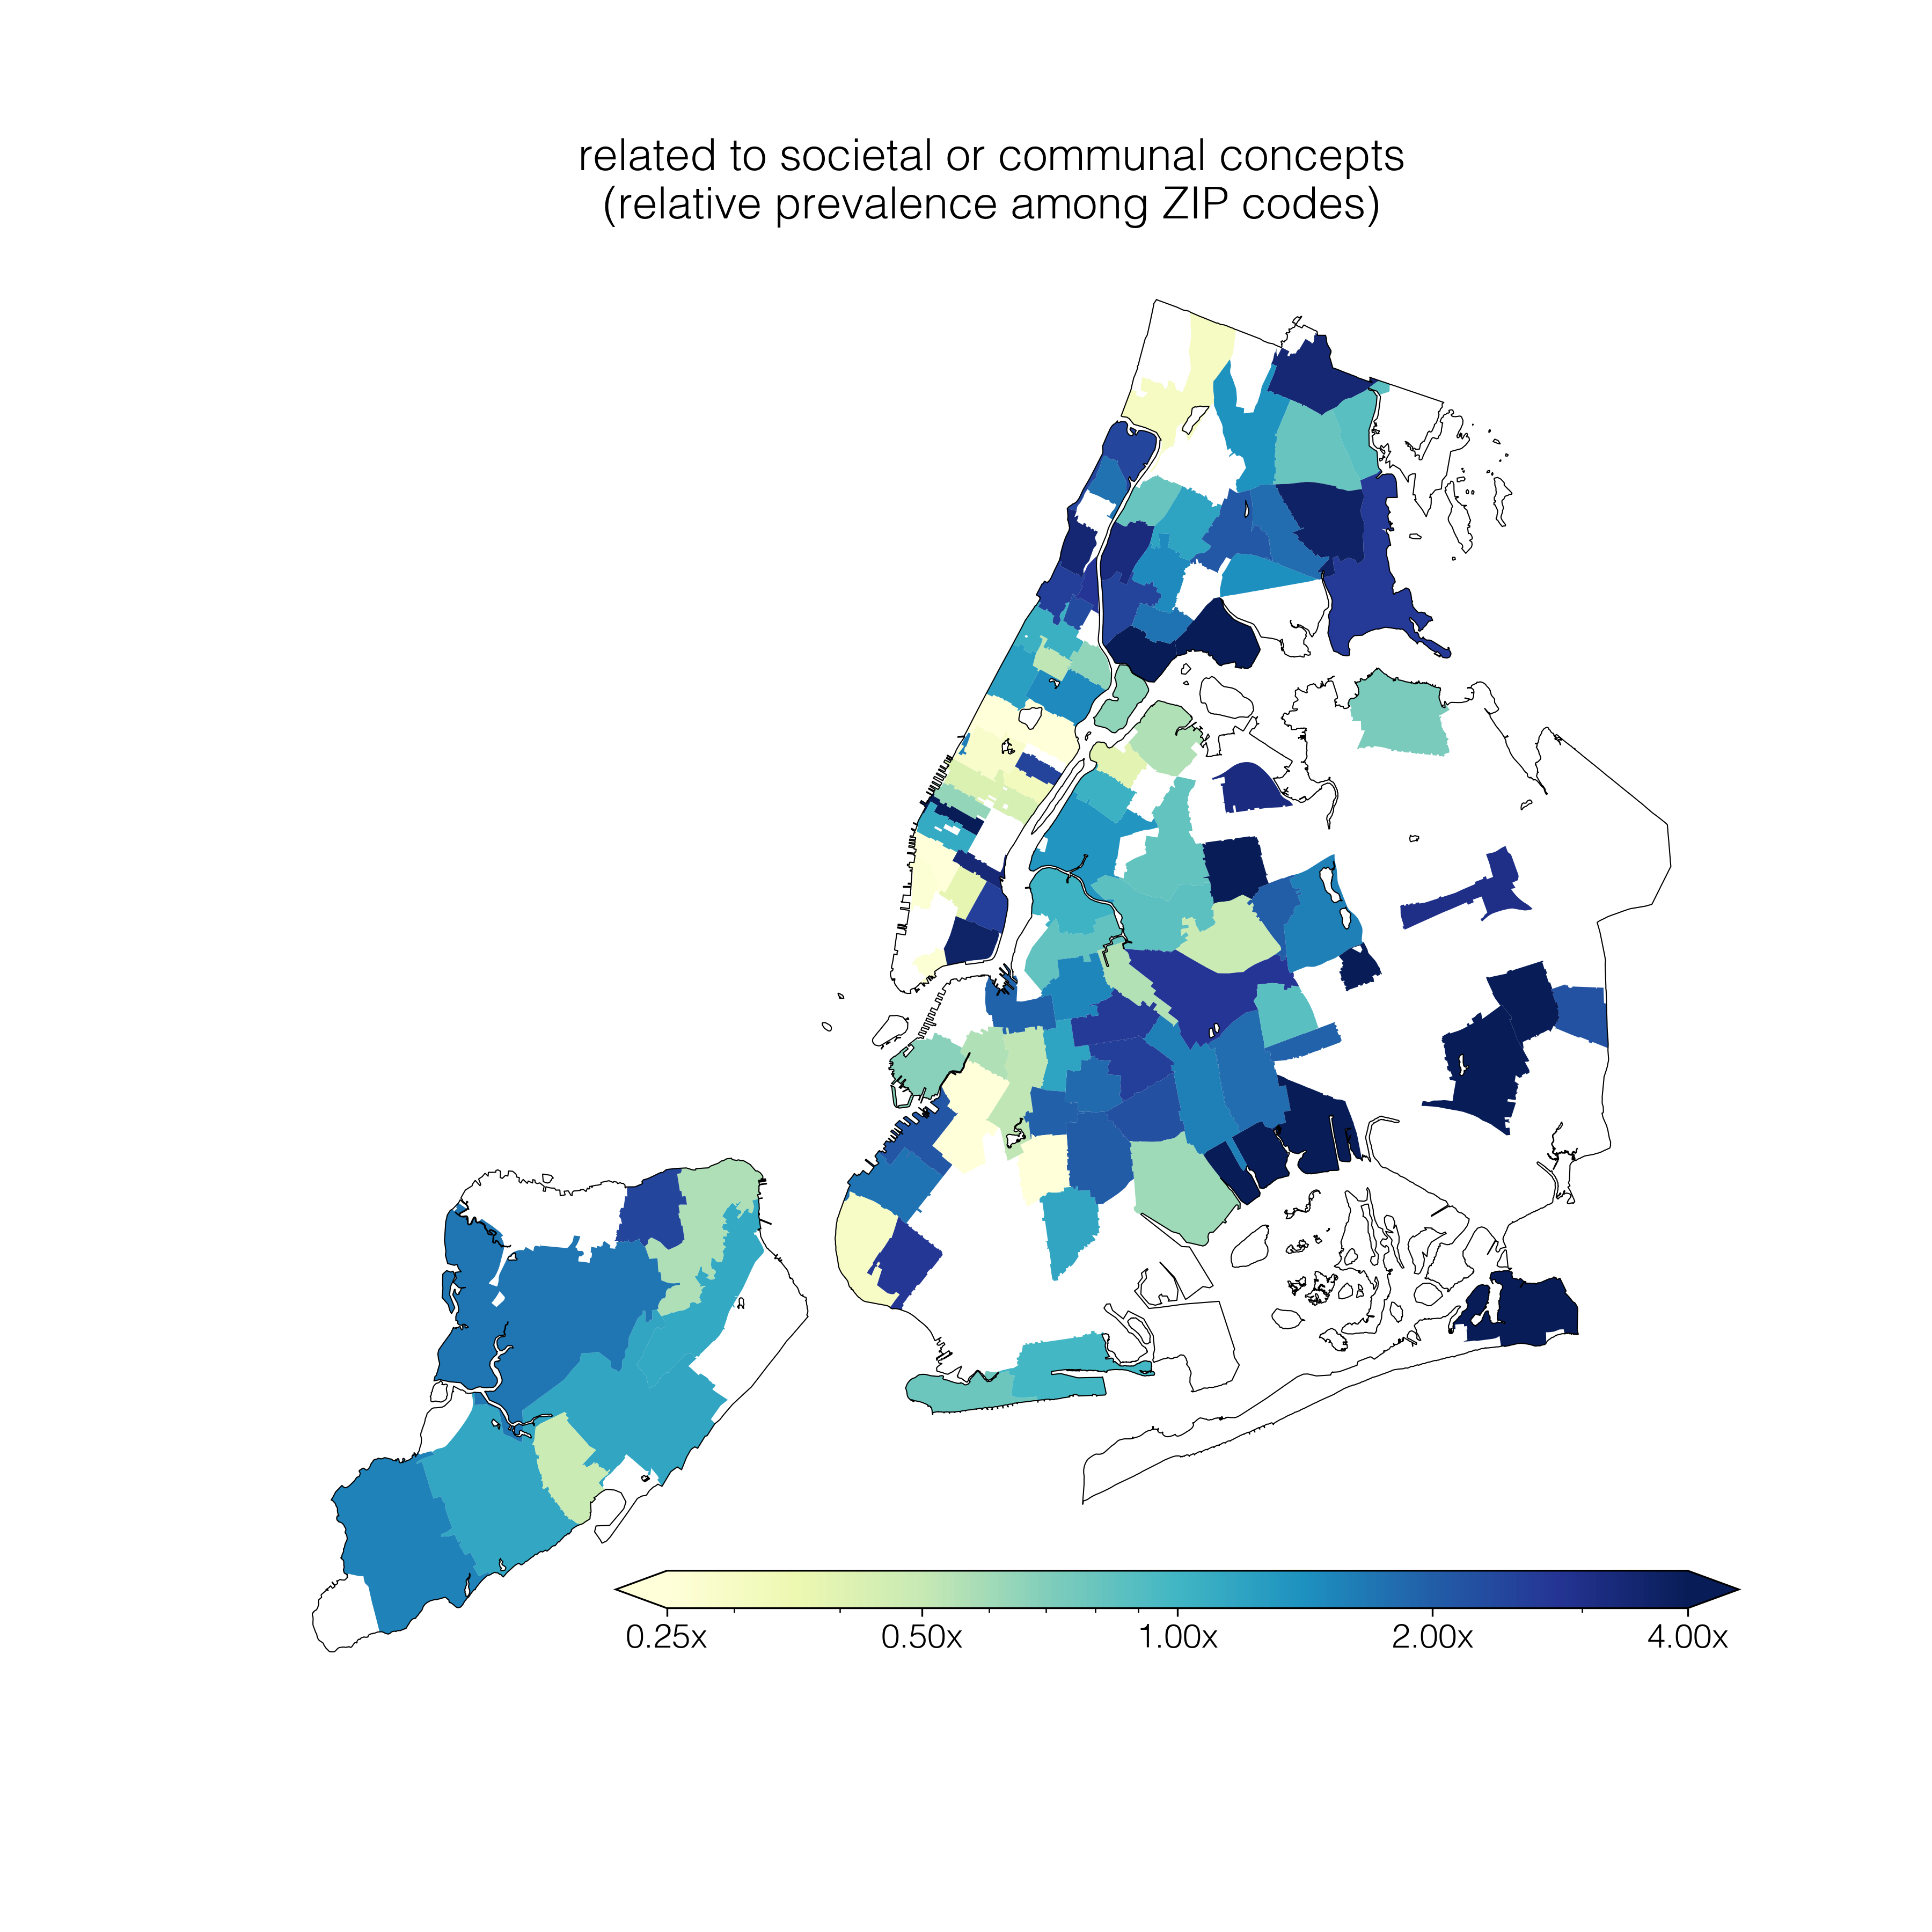 related to societal or communal concepts
(relative prevalence among ZIP codes)
0.25x 0.50x 1.00x 2.00x 4.00x